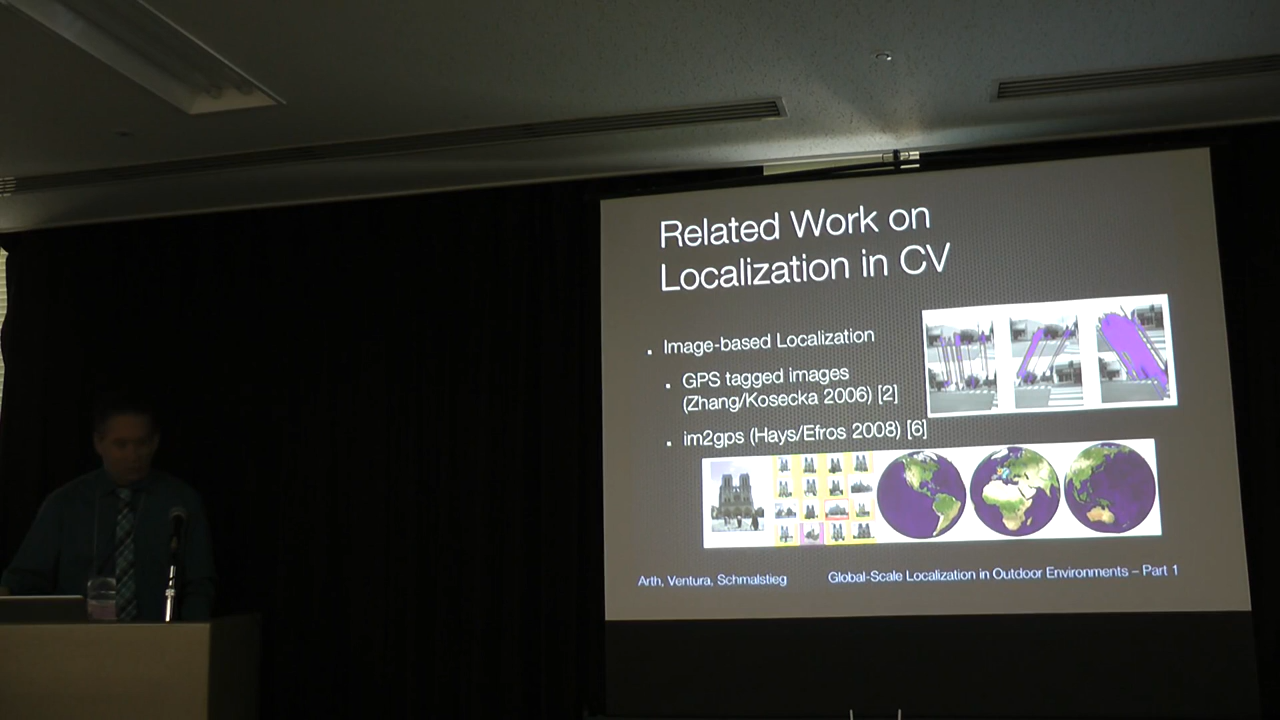 Related Work on
Localization in CV
Image-based Localization
GPS tagged images
(Zhang/Kosecka 2006) [2]
im2gps (Hays/Efros 2008) [6]
Arth, Ventura, Schmalstieg
Global-Scale Localization in Outdoor Environments – Part 1